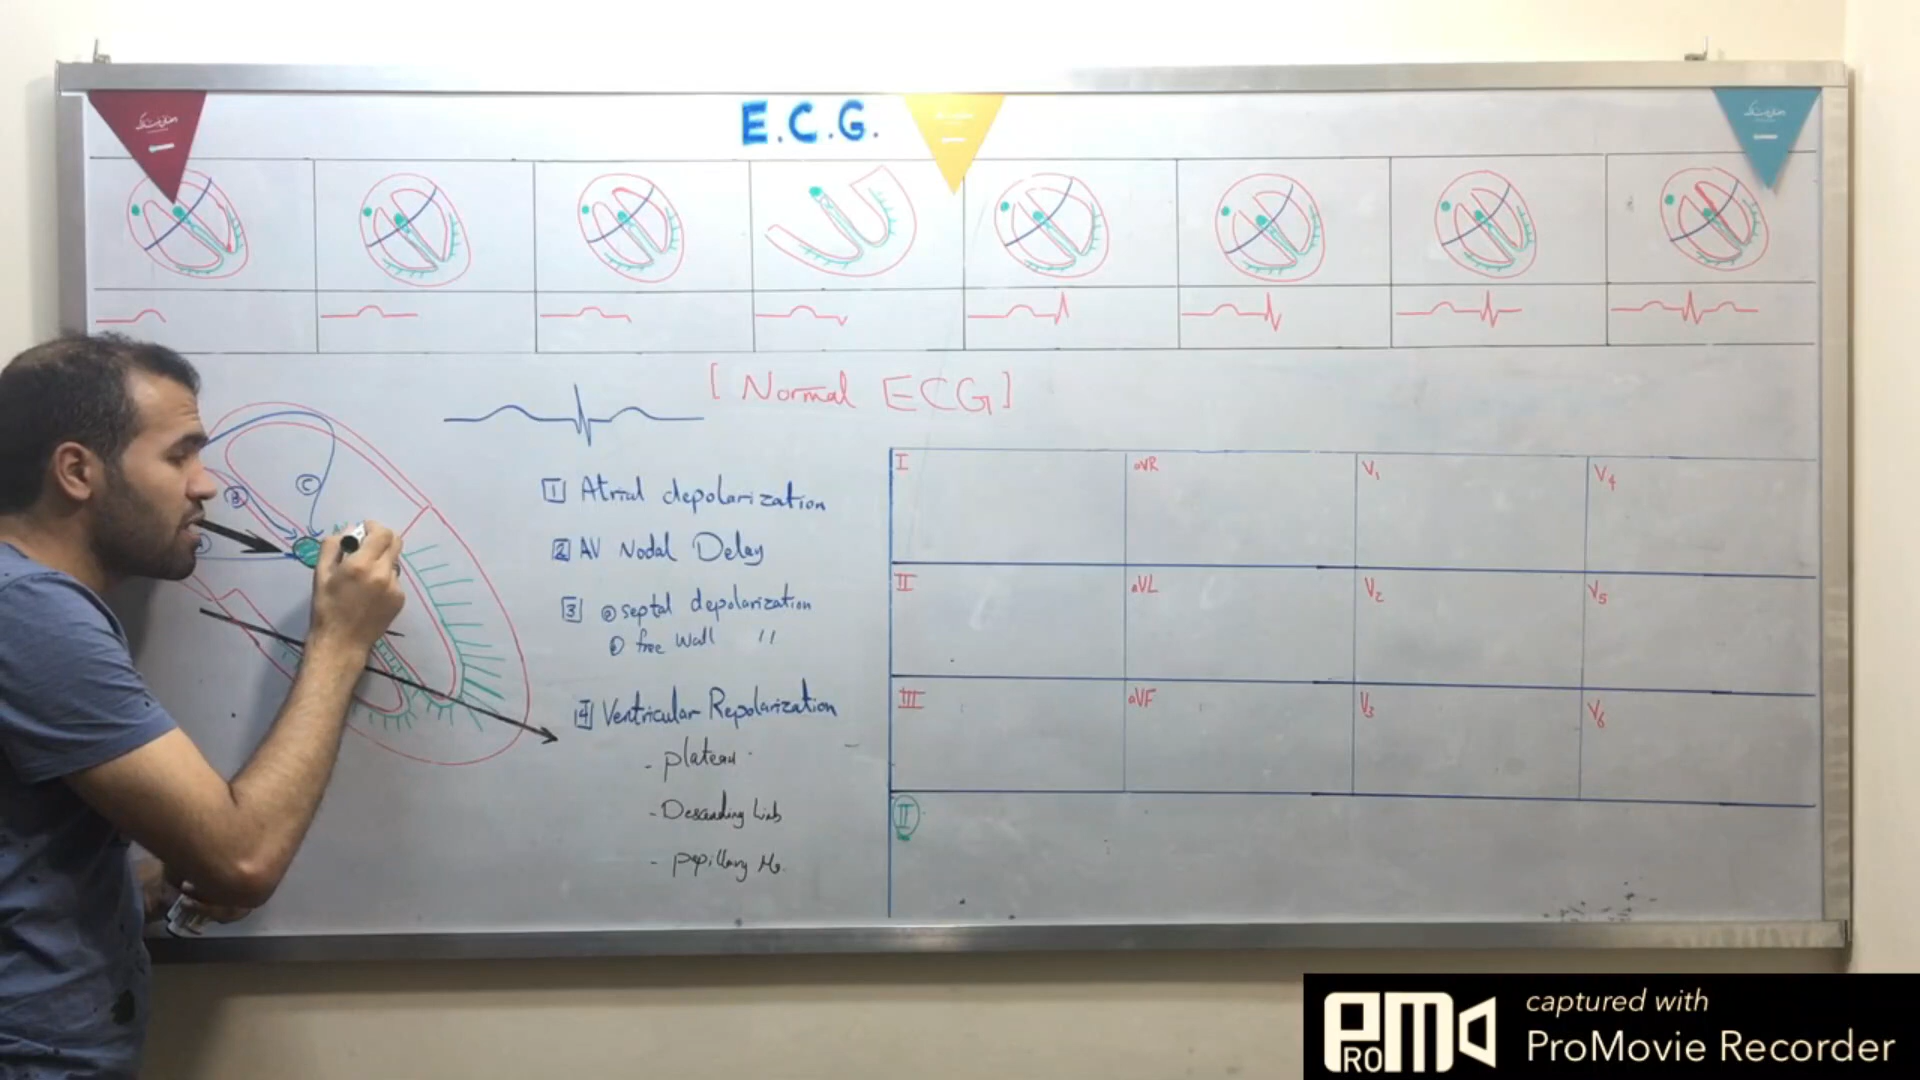 E.C.G.
[Normal ECG]
B
C
1 Atrial depolarization
2 AV Nodal Delay
3 @ septal depolarization
free wall 〃
4 Ventricular Repolarization
- plateau
- Descending Limb
- papillary Ms.
I
aVR
V1
V4
II
aVL
V2
V5
III
aVF
V3
V6
II
PRO
M
captured with
ProMovie Recorder